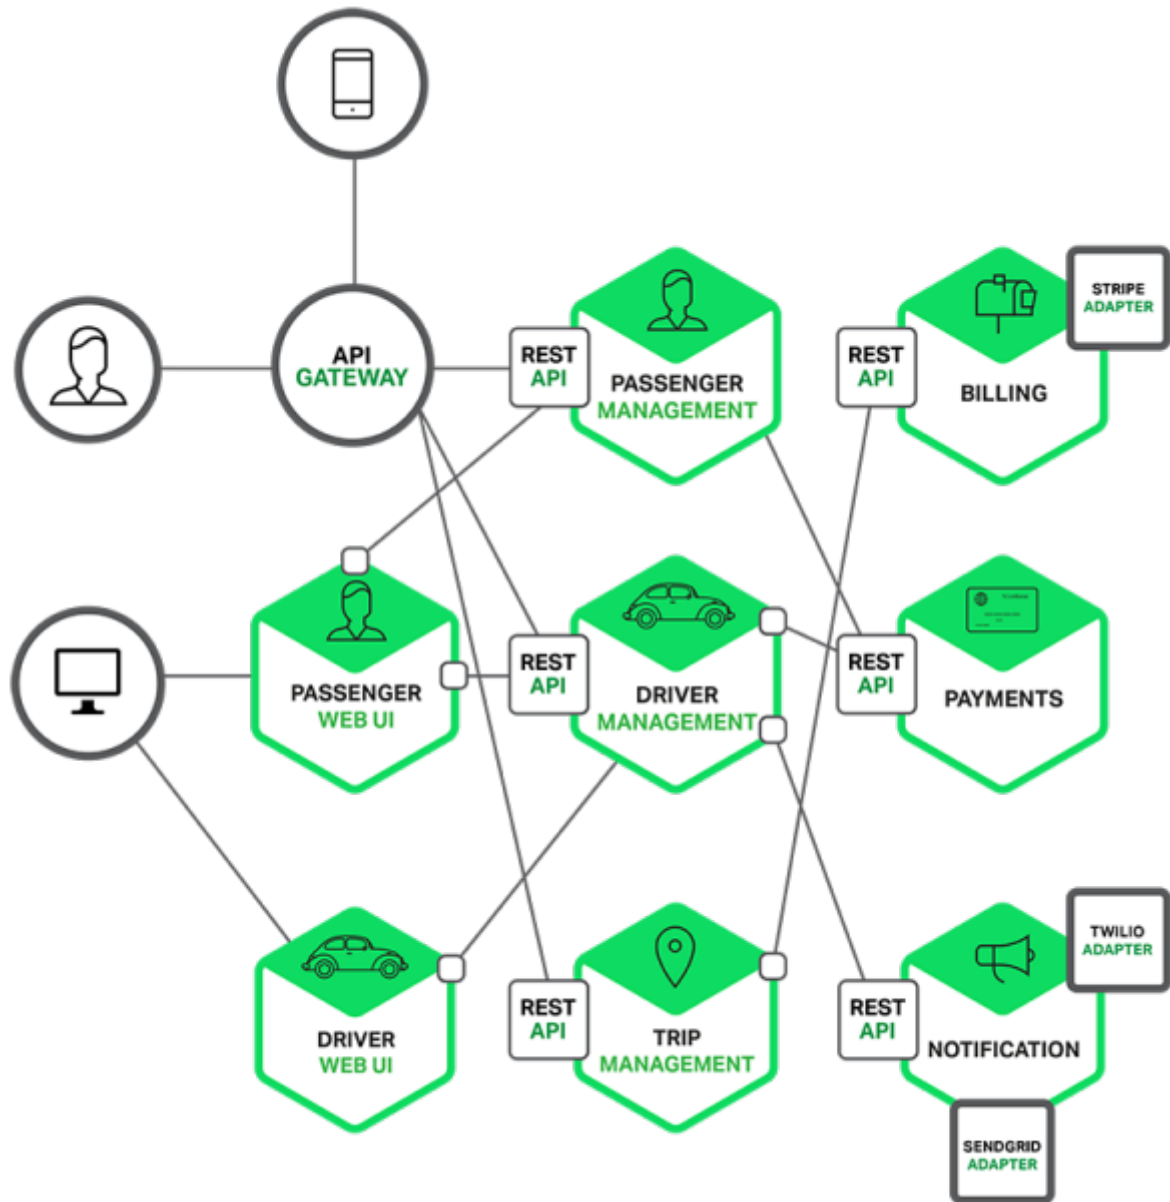 API
GATEWAY
REST
API
PASSENGER
MANAGEMENT
REST
API
BILLING
STRIPE
ADAPTER
PASSENGER
WEB UI
REST
API
DRIVER
MANAGEMENT
REST
API
PAYMENTS
DRIVER
WEB UI
REST
API
TRIP
MANAGEMENT
REST
API
NOTIFICATION
TWILIO
ADAPTER
SENDGRID
ADAPTER